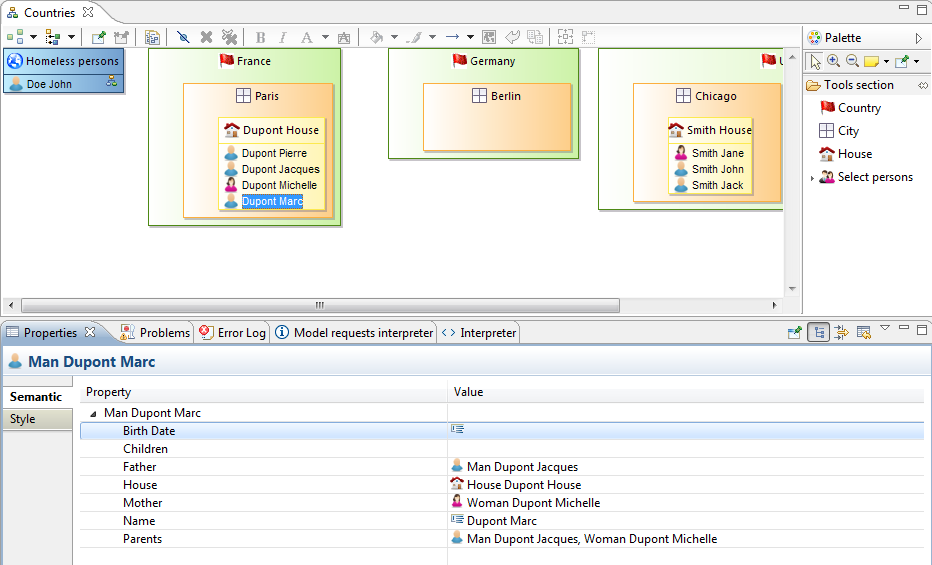 Countries
B I A A
Palette
Homeless persons
Doe John
France
Paris
Dupont House
Dupont Pierre
Dupont Jacques
Dupont Michelle
Dupont Marc
Germany
Berlin
U
Chicago
Smith House
Smith Jane
Smith John
Smith Jack
Tools section
Country
City
House
Select persons
Properties Problems Error Log Model requests interpreter Interpreter
Man Dupont Marc
Semantic
Style
Property Value
Man Dupont Marc
Birth Date
Children
Father Man Dupont Jacques
House House Dupont House
Mother Woman Dupont Michelle
Name Dupont Marc
Parents Man Dupont Jacques, Woman Dupont Michelle